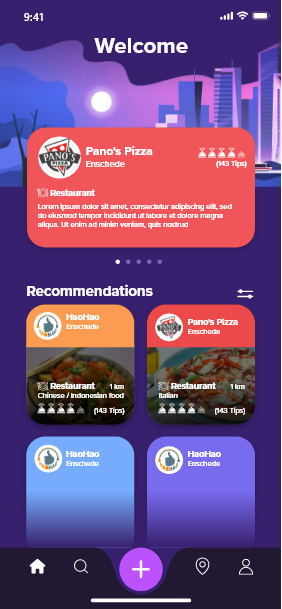 9:41
Welcome
PANO'S
PIZZA
Pano's Pizza
Enschede
(143 Tips)
Restaurant
Lorem ipsum dolor sit amet, consectetur adipiscing elit, sed
do eiusmod tempor incididunt ut labore et dolore magna
aliqua. Ut enim ad minim veniam, quis nostrud
Recommendations
HaoHao
Enschede
Restaurant 1 km
Chinese / Indonesian food
(143 Tips)
PANO'S
PIZZA
Pano's Pizza
Enschede
Restaurant 1 km
Italian
(143 Tips)
HaoHao
Enschede
HaoHao
Enschede